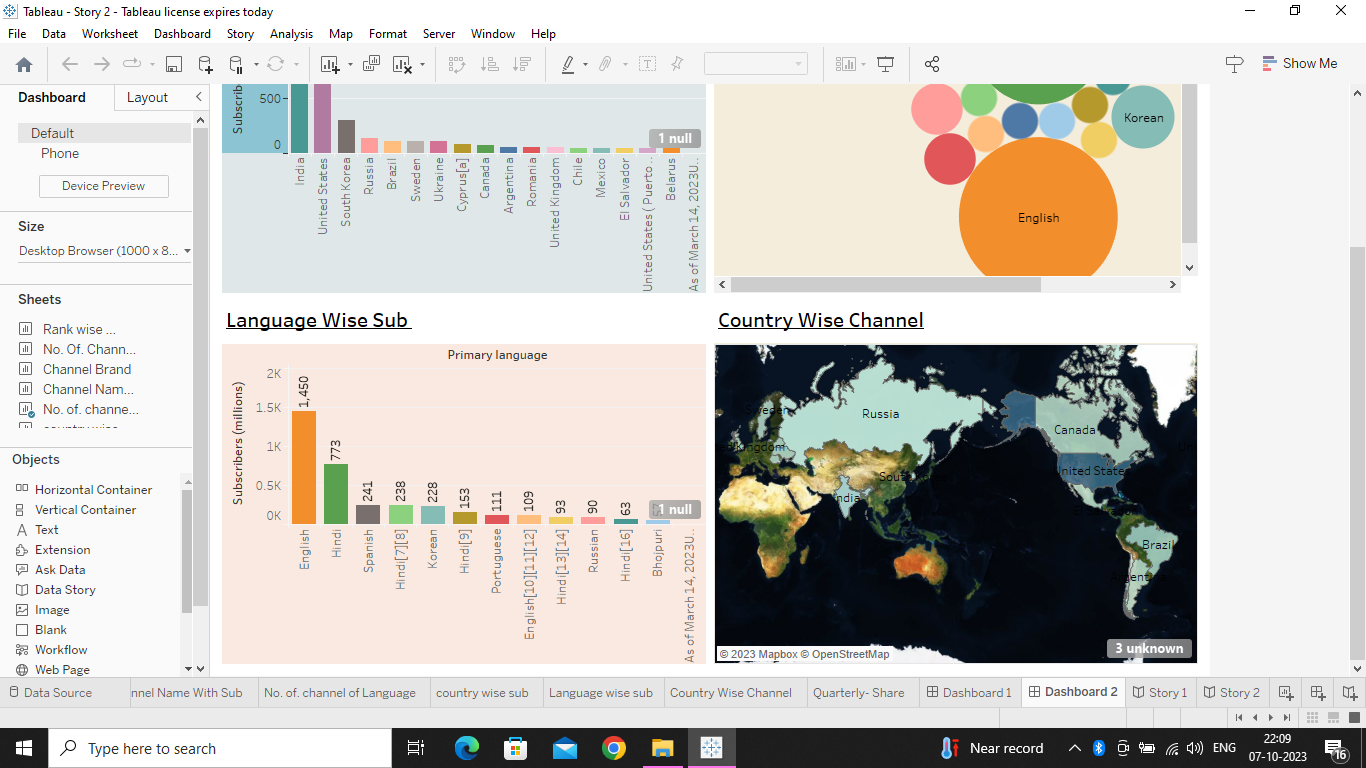 Tableau - Story 2 - Tableau license expires today
File Data Worksheet Dashboard Story Analysis Map Format Server Window Help
Show Me
Dashboard Layout
Default
Phone
Device Preview
Size
Desktop Browser (1000 x 8...
Sheets
Rank wise ...
No. Of. Chann...
Channel Brand
Channel Nam...
No. of. channe...
Objects
Horizontal Container
Vertical Container
Text
Extension
Ask Data
Data Story
Image
Blank
Workflow
Web Page
Subscrib
500
0
1 null
India
United States
South Korea
Russia
Brazil
Sweden
Ukraine
Cyprus[a]
Canada
Argentina
Romania
United Kingdom
Chile
Mexico
El Salvador
United States ( Puerto ..
Belarus
As of March 14, 2023U..
Korean
English
Language Wise Sub
Primary language
Subscribers (millions)
2K
1.5K
1K
0.5K
0K
1,450
773
241
238
228
153
111
109
93
90
63
1 null
English
Hindi
Spanish
Hindi[7][8]
Korean
Hindi[9]
Portuguese
English[10][11][12]
Hindi[13][14]
Russian
Hindi[16]
Bhojpuri
As of March 14, 2023U..
Country Wise Channel
Sweden
Russia
Canada
Kingdom
United States
India
Brazil
Argentina
3 unknown
© 2023 Mapbox © OpenStreetMap
Data Source nnel Name With Sub No. of. channel of Language country wise sub Language wise sub Country Wise Channel Quarterly- Share Dashboard 1 Dashboard 2 Story 1 Story 2
Type here to search
Near record
ENG
22:09
07-10-2023
16